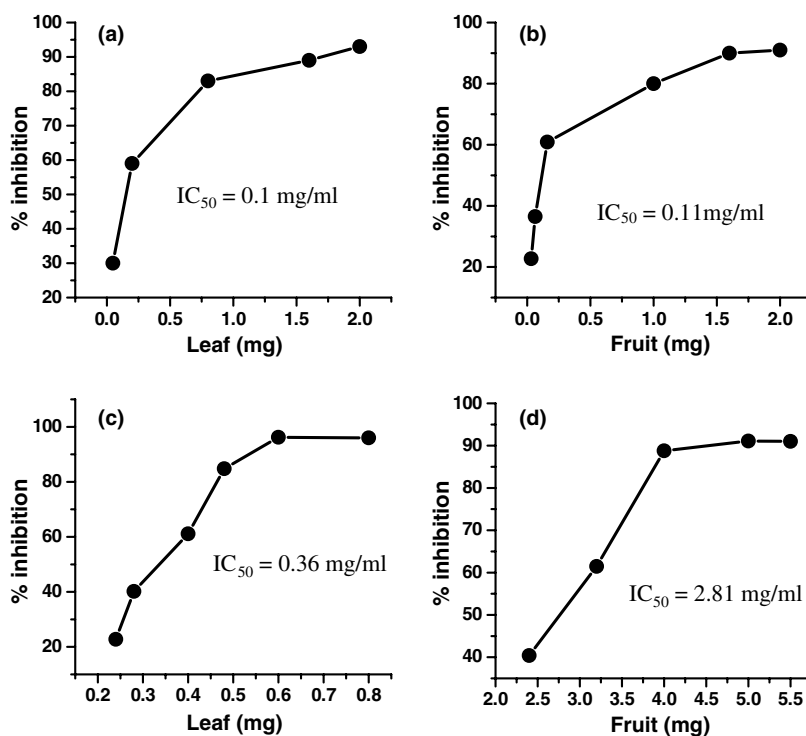 (a)
% inhibition
100
90
80
70
60
50
40
30
20
IC50 = 0.1 mg/ml
0.0 0.5 1.0 1.5 2.0
Leaf (mg)
(b)
% inhibition
100
80
60
40
20
IC50 = 0.11mg/ml
0.0 0.5 1.0 1.5 2.0
Fruit (mg)
(c)
% inhibition
100
80
60
40
20
IC50 = 0.36 mg/ml
0.2 0.3 0.4 0.5 0.6 0.7 0.8
Leaf (mg)
(d)
% inhibition
100
90
80
70
60
50
40
IC50 = 2.81 mg/ml
2.0 2.5 3.0 3.5 4.0 4.5 5.0 5.5
Fruit (mg)